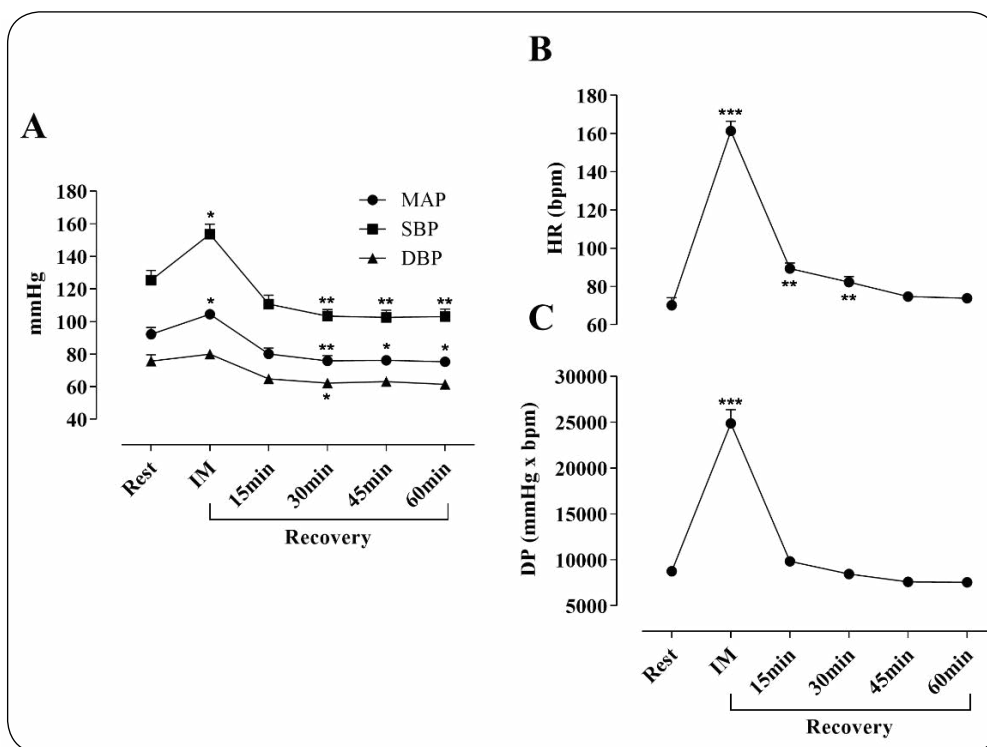 A
mmHg
180
160
140
120
100
80
60
40
MAP
SBP
DBP
*
*
** ** **
** * *
*
Rest IM 15min 30min 45min 60min
Recovery
B
HR (bpm)
180
160
140
120
100
80
60
***
** **
C
DP (mmHg x bpm)
30000
25000
20000
15000
10000
5000
***
Rest IM 15min 30min 45min 60min
Recovery